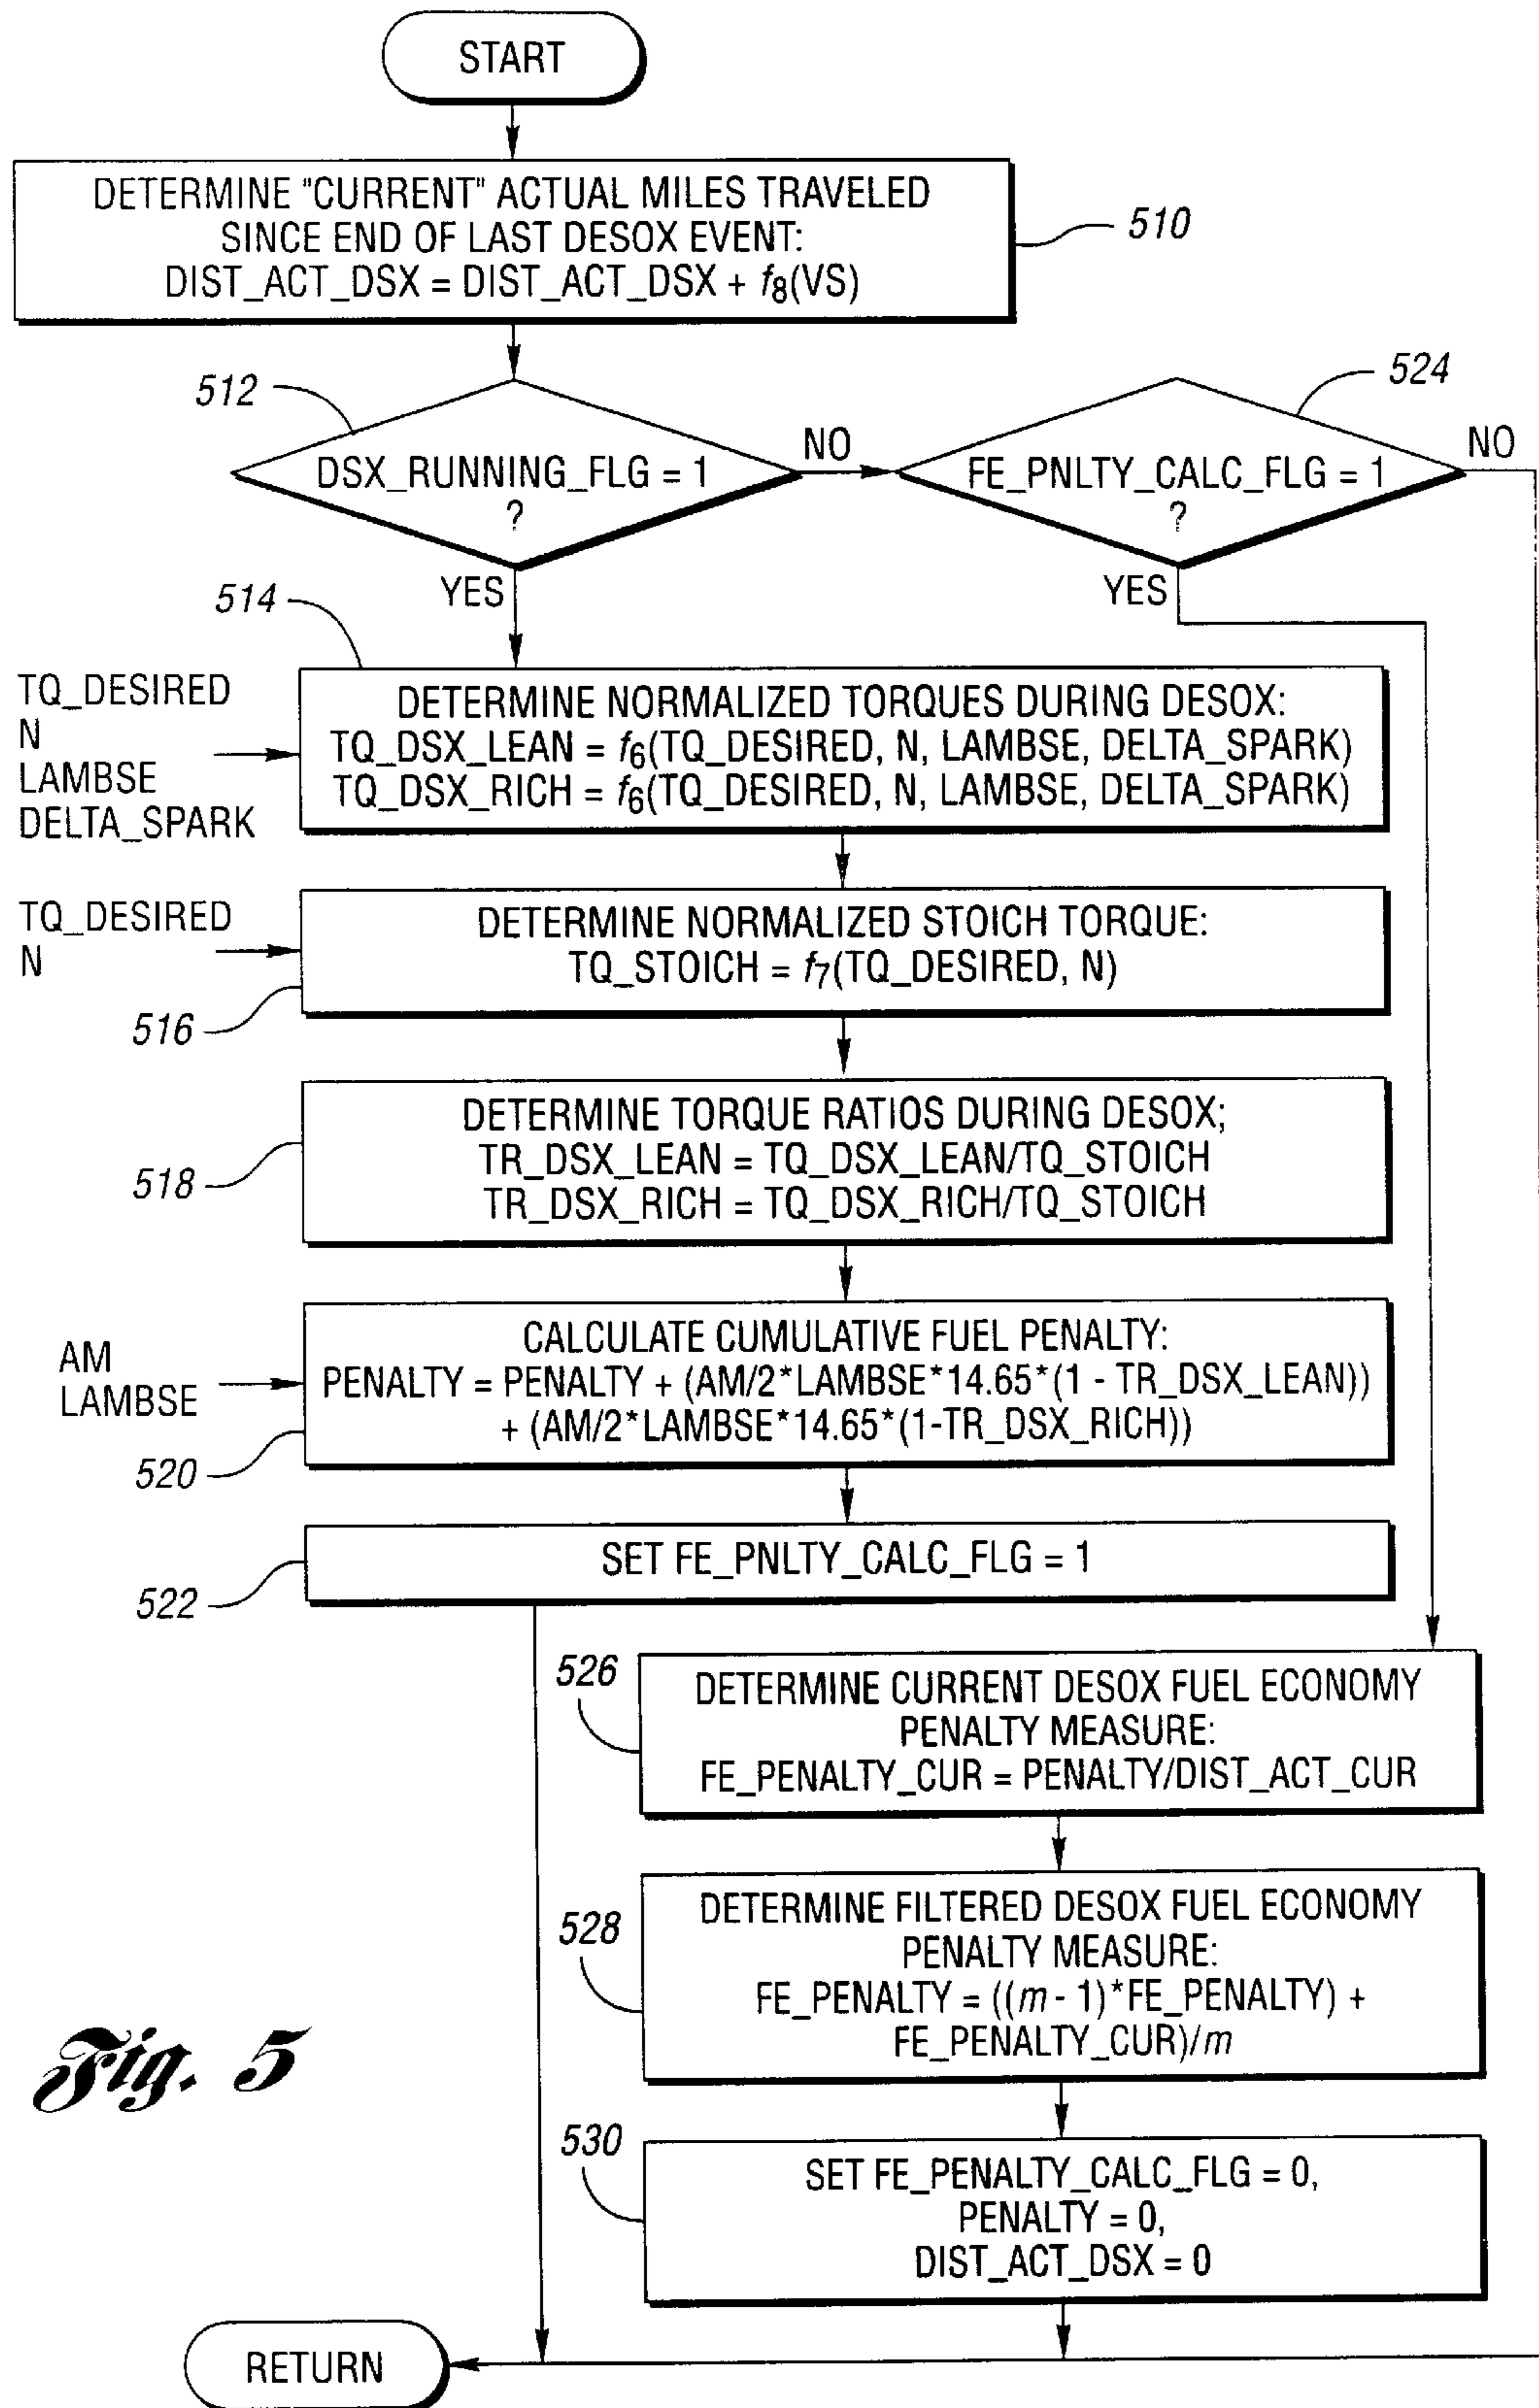 START
DETERMINE "CURRENT" ACTUAL MILES TRAVELED
SINCE END OF LAST DESOX EVENT:
DIST_ACT_DSX = DIST_ACT_DSX + f8(VS)
510
512
DSX_RUNNING_FLG = 1
?
NO
524
FE_PNLTY_CALC_FLG = 1
?
NO
YES
YES
514
TQ_DESIRED
N
LAMBSE
DELTA_SPARK
DETERMINE NORMALIZED TORQUES DURING DESOX:
TQ_DSX_LEAN = f6(TQ_DESIRED, N, LAMBSE, DELTA_SPARK)
TQ_DSX_RICH = f6(TQ_DESIRED, N, LAMBSE, DELTA_SPARK)
TQ_DESIRED
N
DETERMINE NORMALIZED STOICH TORQUE:
TQ_STOICH = f7(TQ_DESIRED, N)
516
DETERMINE TORQUE RATIOS DURING DESOX;
TR_DSX_LEAN = TQ_DSX_LEAN/TQ_STOICH
TR_DSX_RICH = TQ_DSX_RICH/TQ_STOICH
518
AM
LAMBSE
CALCULATE CUMULATIVE FUEL PENALTY:
PENALTY = PENALTY + (AM/2*LAMBSE*14.65*(1 - TR_DSX_LEAN))
+ (AM/2*LAMBSE*14.65*(1-TR_DSX_RICH))
520
SET FE_PNLTY_CALC_FLG = 1
522
526
DETERMINE CURRENT DESOX FUEL ECONOMY
PENALTY MEASURE:
FE_PENALTY_CUR = PENALTY/DIST_ACT_CUR
528
DETERMINE FILTERED DESOX FUEL ECONOMY
PENALTY MEASURE:
FE_PENALTY = ((m - 1)*FE_PENALTY) +
FE_PENALTY_CUR)/m
Fig. 5
530
SET FE_PENALTY_CALC_FLG = 0,
PENALTY = 0,
DIST_ACT_DSX = 0
RETURN